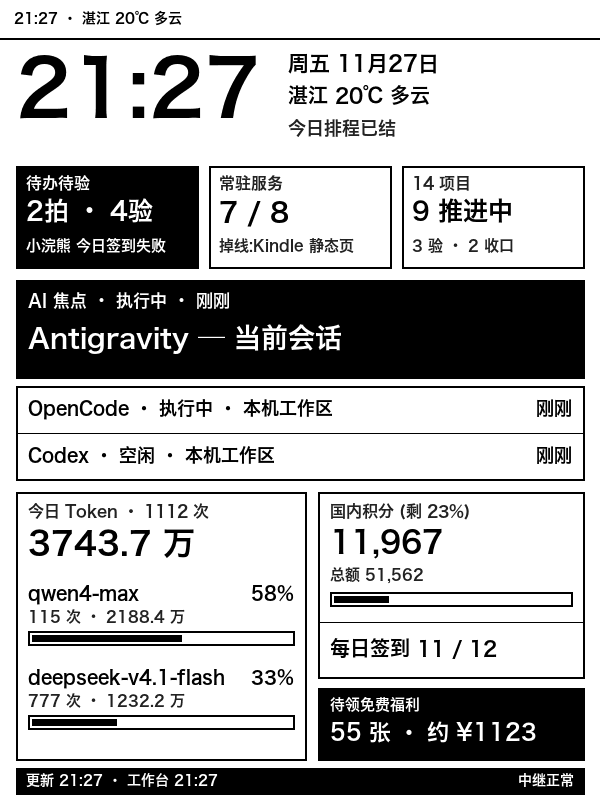 21:27 · 湛江 20℃ 多云
21:27
周五 11月27日
湛江 20℃ 多云
今日排程已结
待办待验
2拍 · 4验
小浣熊 今日签到失败
常驻服务
7 / 8
掉线:Kindle 静态页
14 项目
9 推进中
3 验 · 2 收口
AI 焦点 · 执行中 · 刚刚
Antigravity — 当前会话
OpenCode · 执行中 · 本机工作区 刚刚
Codex · 空闲 · 本机工作区 刚刚
今日 Token · 1112 次
3743.7 万
qwen4-max 58%
115 次 · 2188.4 万
deepseek-v4.1-flash 33%
777 次 · 1232.2 万
国内积分 (剩 23%)
11,967
总额 51,562
每日签到 11 / 12
待领免费福利
55 张 · 约 ¥1123
更新 21:27 · 工作台 21:27 中继正常